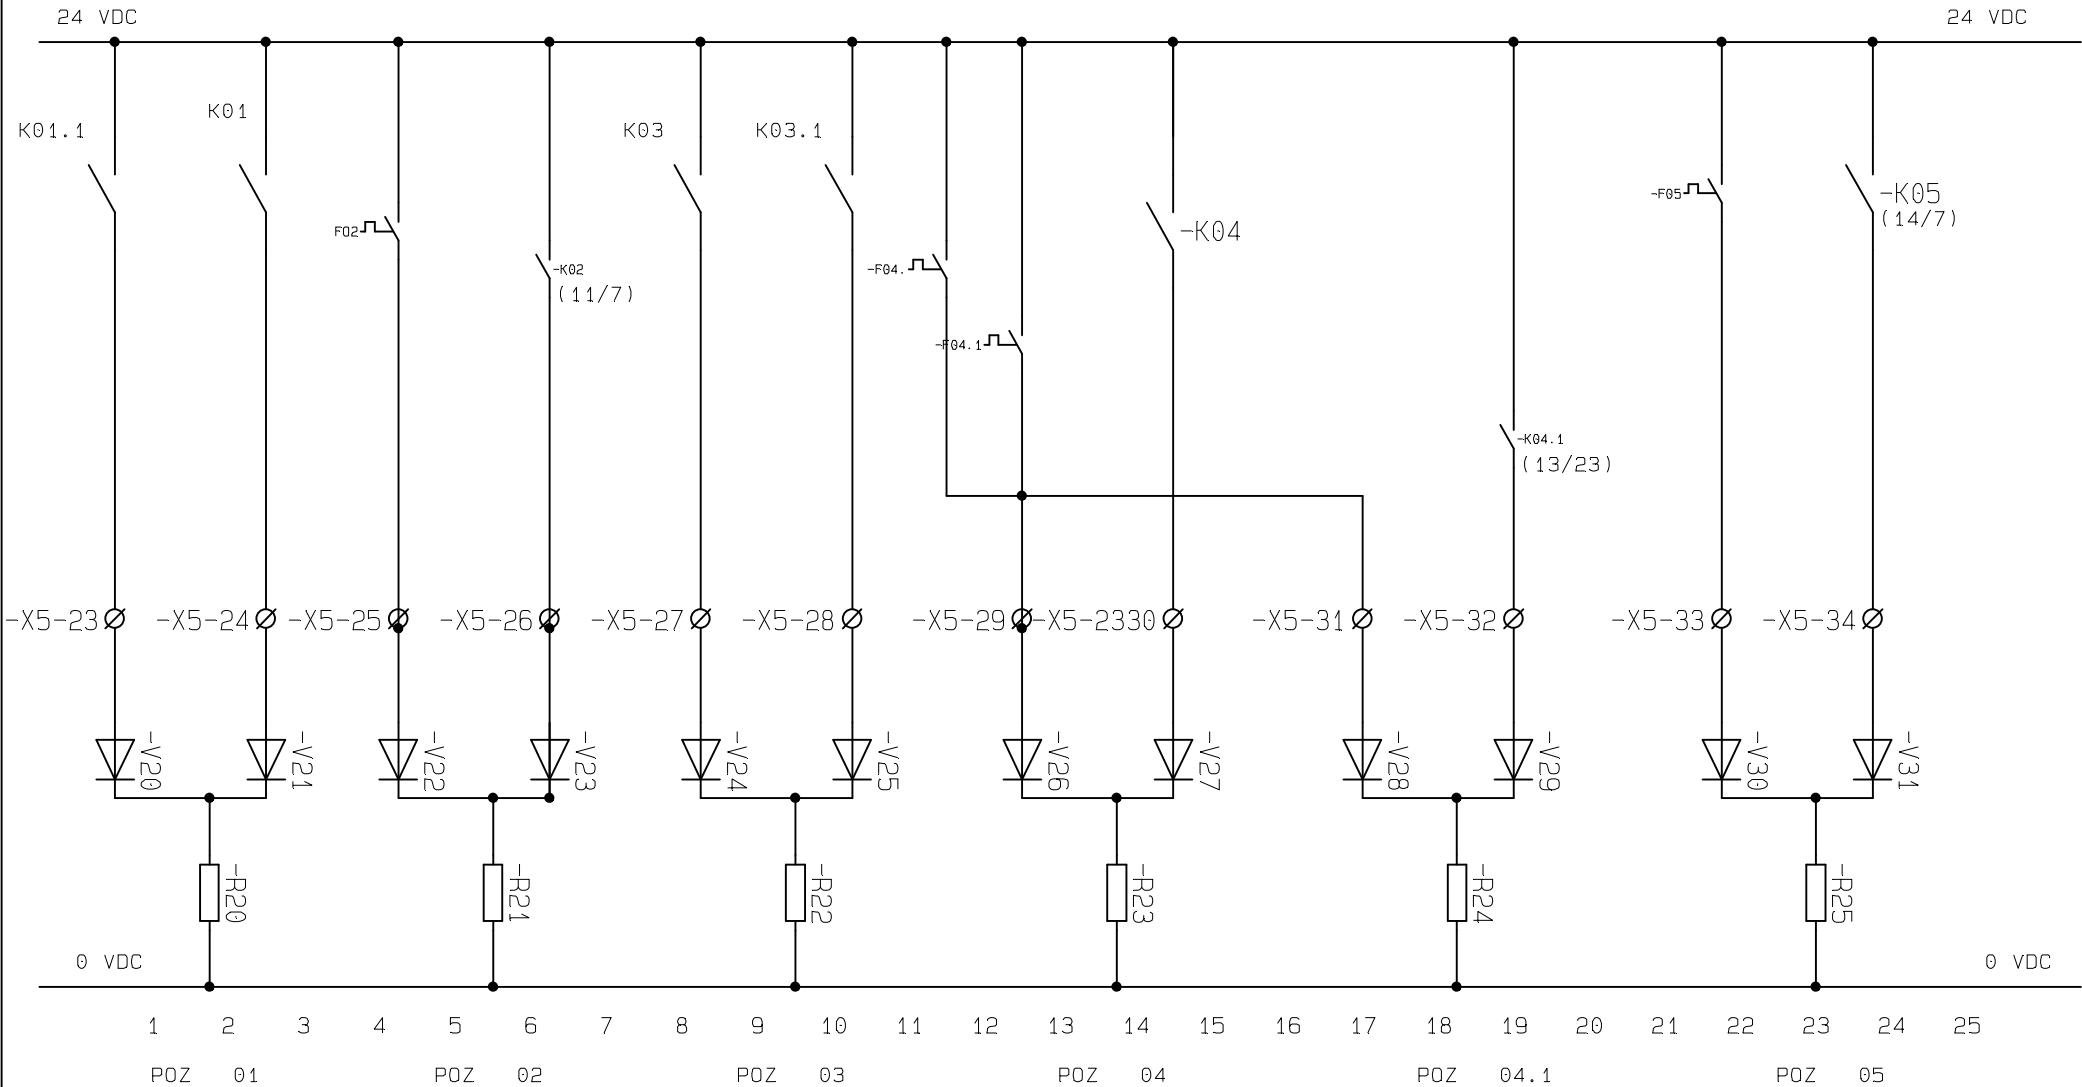 24 VDC 24 VDC
K01
K01.1 K03 K03.1
-F05 -K05
(14/7)
F02 -K04
-F04. -K02
(11/7)
-F04.1
-K04.1
(13/23)
-X5-23 -X5-24 -X5-25 -X5-26 -X5-27 -X5-28 -X5-29 -X5-2330 -X5-31 -X5-32 -X5-33 -X5-34
-V20 -V21 -V22 -V23 -V24 -V25 -V26 -V27 -V28 -V29 -V30 -V31
-R20 -R21 -R22 -R23 -R24 -R25
0 VDC 0 VDC
1 2 3 4 5 6 7 8 9 10 11 12 13 14 15 16 17 18 19 20 21 22 23 24 25
POZ 01 POZ 02 POZ 03 POZ 04 POZ 04.1 POZ 05